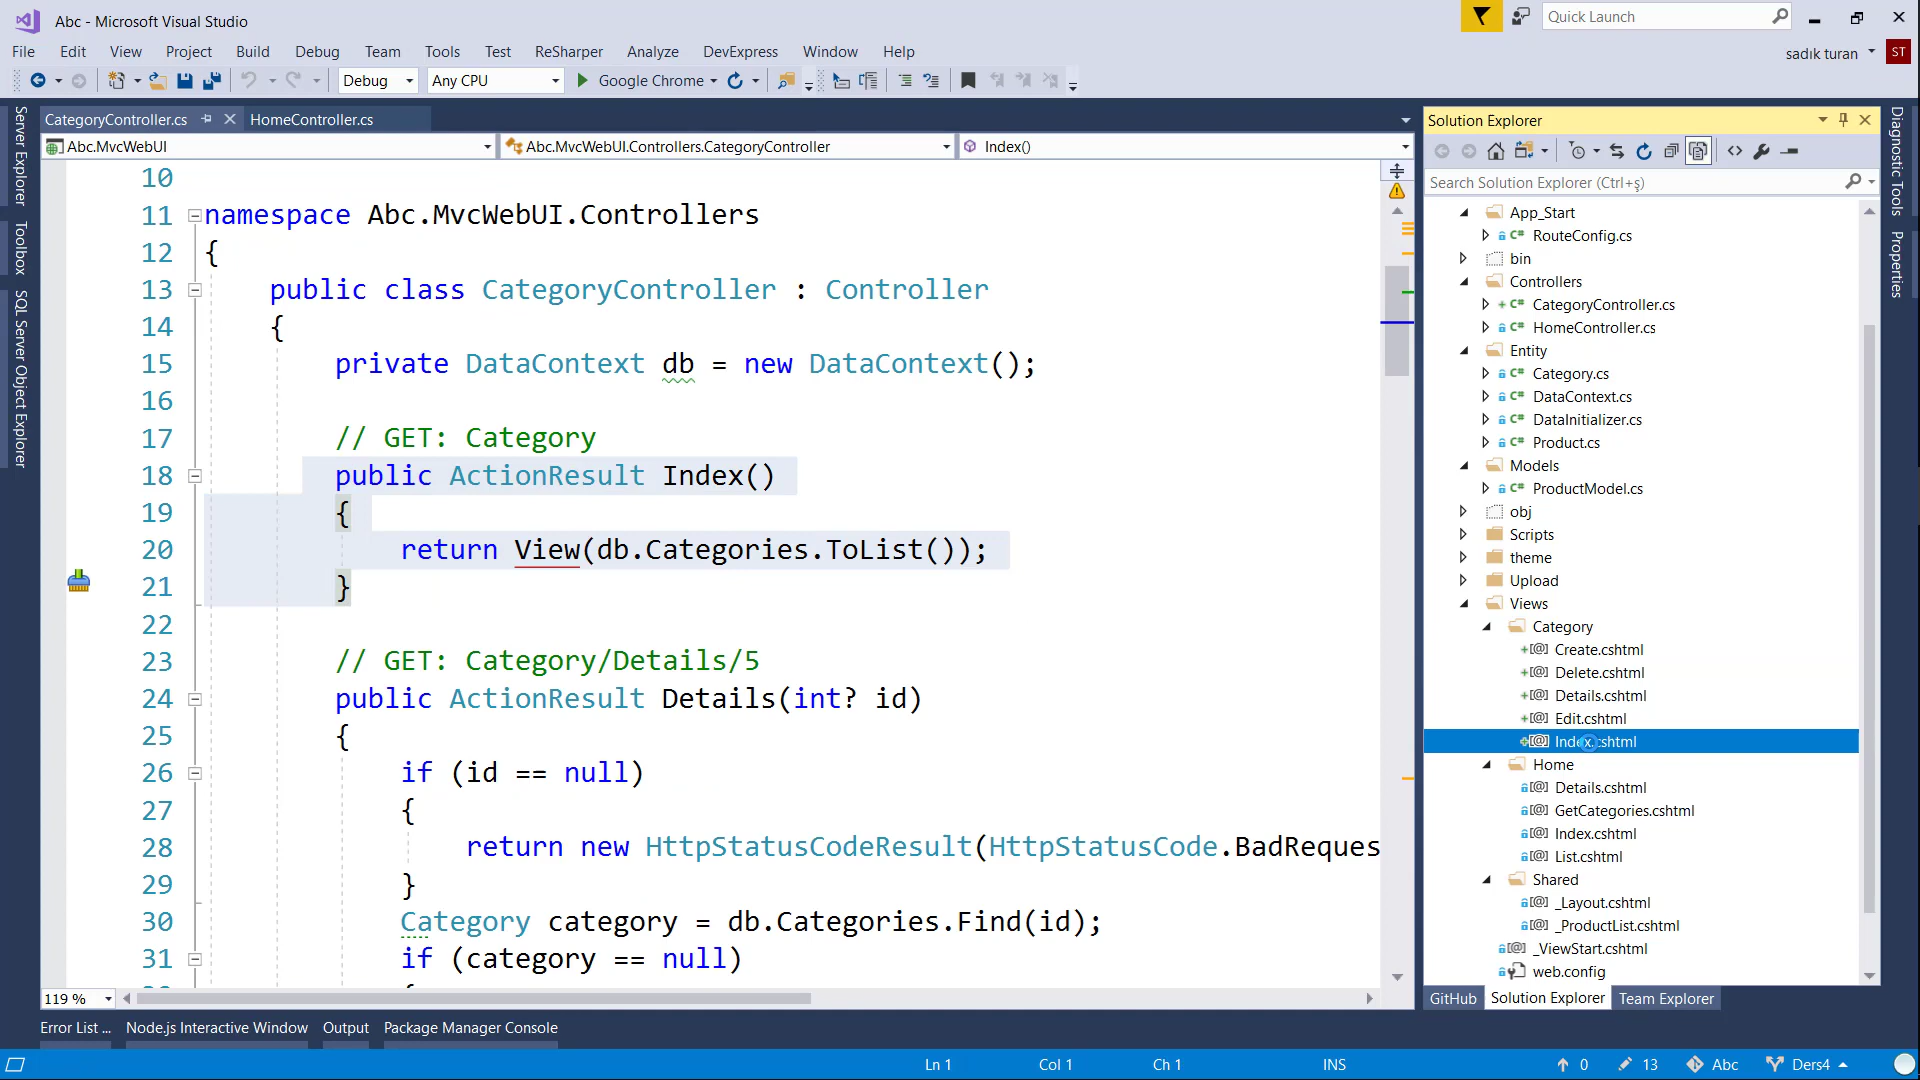 Abc - Microsoft Visual Studio
Quick Launch
File Edit View Project Build Debug Team Tools Test ReSharper Analyze DevExpress Window Help
sadık turan
ST
Debug
Any CPU
Google Chrome
CategoryController.cs
HomeController.cs
Abc.MvcWebUI
Abc.MvcWebUI.Controllers.CategoryController
Index()
Server Explorer
Toolbox
SQL Server Object Explorer
10
11 namespace Abc.MvcWebUI.Controllers
12 {
13 public class CategoryController : Controller
14 {
15 private DataContext db = new DataContext();
16
17 // GET: Category
18 public ActionResult Index()
19 {
20 return View(db.Categories.ToList());
21 }
22
23 // GET: Category/Details/5
24 public ActionResult Details(int? id)
25 {
26 if (id == null)
27 {
28 return new HttpStatusCodeResult(HttpStatusCode.BadReques
29 }
30 Category category = db.Categories.Find(id);
31 if (category == null)
119 %
Solution Explorer
Search Solution Explorer (Ctrl+ş)
App_Start
RouteConfig.cs
bin
Controllers
CategoryController.cs
HomeController.cs
Entity
Category.cs
DataContext.cs
DataInitializer.cs
Product.cs
Models
ProductModel.cs
obj
Scripts
theme
Upload
Views
Category
Create.cshtml
Delete.cshtml
Details.cshtml
Edit.cshtml
Index.cshtml
Home
Details.cshtml
GetCategories.cshtml
Index.cshtml
List.cshtml
Shared
_Layout.cshtml
_ProductList.cshtml
_ViewStart.cshtml
web.config
GitHub
Solution Explorer
Team Explorer
Diagnostic Tools
Properties
Error List ...
Node.js Interactive Window
Output
Package Manager Console
Ln 1
Col 1
Ch 1
INS
0
13
Abc
Ders4